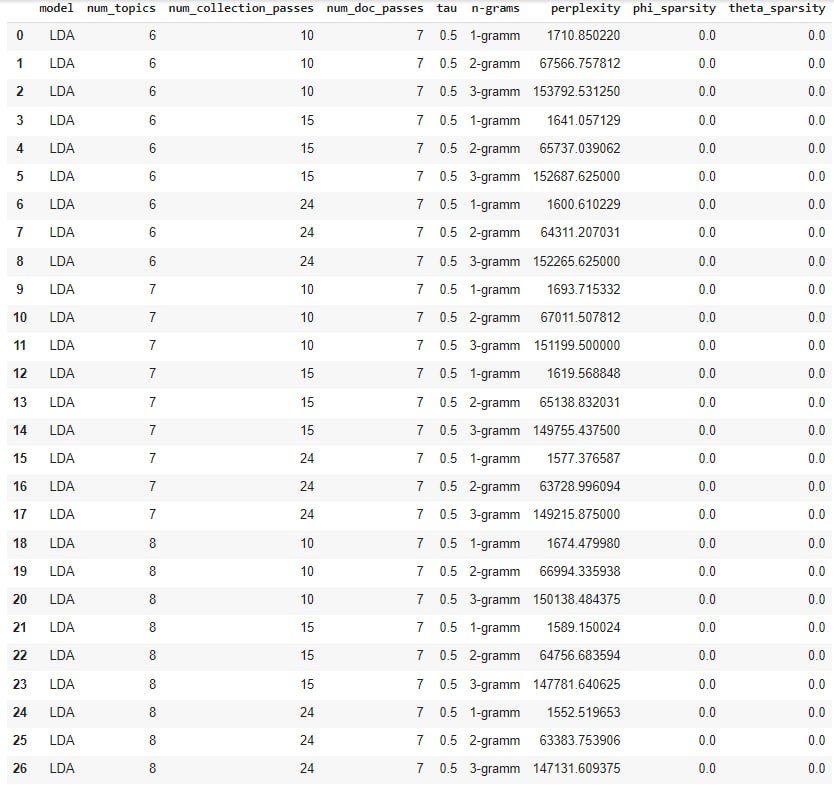 model num_topics num_collection_passes num_doc_passes tau n-grams perplexity phi_sparsity theta_sparsity
0 LDA 6 10 7 0.5 1-gramm 1710.850220 0.0 0.0
1 LDA 6 10 7 0.5 2-gramm 67566.757812 0.0 0.0
2 LDA 6 10 7 0.5 3-gramm 153792.531250 0.0 0.0
3 LDA 6 15 7 0.5 1-gramm 1641.057129 0.0 0.0
4 LDA 6 15 7 0.5 2-gramm 65737.039062 0.0 0.0
5 LDA 6 15 7 0.5 3-gramm 152687.625000 0.0 0.0
6 LDA 6 24 7 0.5 1-gramm 1600.610229 0.0 0.0
7 LDA 6 24 7 0.5 2-gramm 64311.207031 0.0 0.0
8 LDA 6 24 7 0.5 3-gramm 152265.625000 0.0 0.0
9 LDA 7 10 7 0.5 1-gramm 1693.715332 0.0 0.0
10 LDA 7 10 7 0.5 2-gramm 67011.507812 0.0 0.0
11 LDA 7 10 7 0.5 3-gramm 151199.500000 0.0 0.0
12 LDA 7 15 7 0.5 1-gramm 1619.568848 0.0 0.0
13 LDA 7 15 7 0.5 2-gramm 65138.832031 0.0 0.0
14 LDA 7 15 7 0.5 3-gramm 149755.437500 0.0 0.0
15 LDA 7 24 7 0.5 1-gramm 1577.376587 0.0 0.0
16 LDA 7 24 7 0.5 2-gramm 63728.996094 0.0 0.0
17 LDA 7 24 7 0.5 3-gramm 149215.875000 0.0 0.0
18 LDA 8 10 7 0.5 1-gramm 1674.479980 0.0 0.0
19 LDA 8 10 7 0.5 2-gramm 66994.335938 0.0 0.0
20 LDA 8 10 7 0.5 3-gramm 150138.484375 0.0 0.0
21 LDA 8 15 7 0.5 1-gramm 1589.150024 0.0 0.0
22 LDA 8 15 7 0.5 2-gramm 64756.683594 0.0 0.0
23 LDA 8 15 7 0.5 3-gramm 147781.640625 0.0 0.0
24 LDA 8 24 7 0.5 1-gramm 1552.519653 0.0 0.0
25 LDA 8 24 7 0.5 2-gramm 63383.753906 0.0 0.0
26 LDA 8 24 7 0.5 3-gramm 147131.609375 0.0 0.0